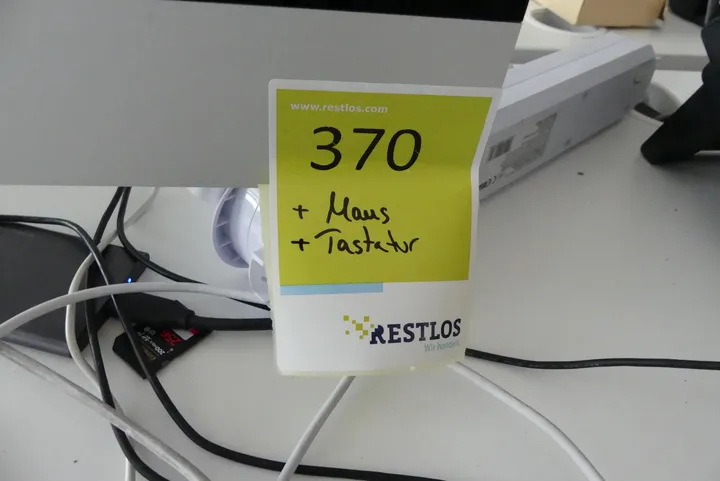 www.restlos.com
370
+ Maus
+ Tastatur
RESTLOS